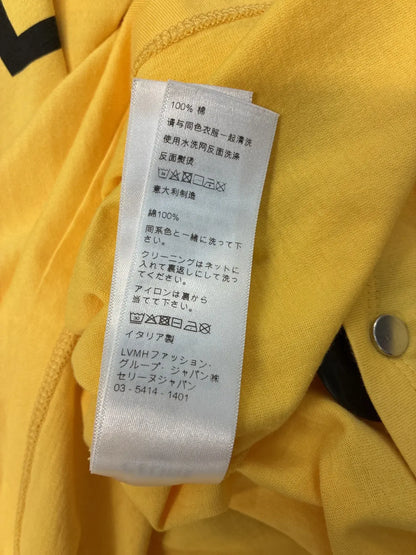 100% 棉
请与同色衣服一起清洗
使用水洗网反面洗涤
反面熨烫
意大利制造
綿100%
同系色と一緒に洗って下
さい。
クリーニングはネットに
入れて裏返しにして洗っ
てください。
アイロンは裏から
当てて下さい。
イタリア製
LVMHファッション・
グループ・ジャパン㈱
セリーヌジャパン
03 - 5414 - 1401